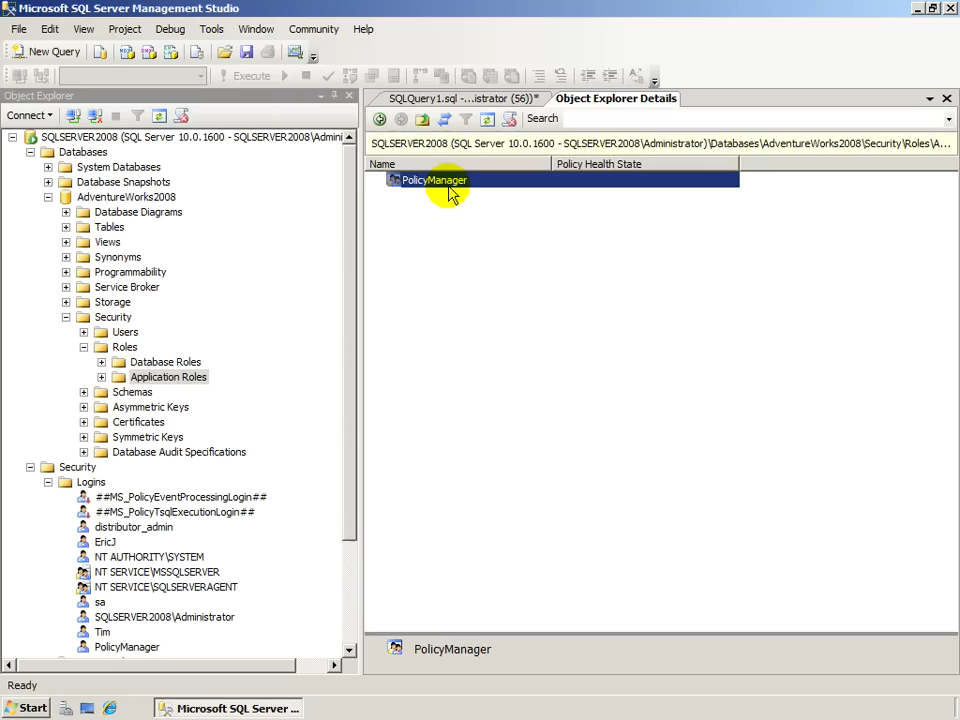 Microsoft SQL Server Management Studio
File Edit View Project Debug Tools Window Community Help
New Query
Execute
Object Explorer
SQLQuery1.sql -...istrator (56))* Object Explorer Details
Connect
Search
SQLSERVER2008 (SQL Server 10.0.1600 - SQLSERVER2008\Admini
SQLSERVER2008 (SQL Server 10.0.1600 - SQLSERVER2008\Administrator)\Databases\AdventureWorks2008\Security\Roles\A...
Databases
Name Policy Health State
System Databases
PolicyManager
Database Snapshots
AdventureWorks2008
Database Diagrams
Tables
Views
Synonyms
Programmability
Service Broker
Storage
Security
Users
Roles
Database Roles
Application Roles
Schemas
Asymmetric Keys
Certificates
Symmetric Keys
Database Audit Specifications
Security
Logins
##MS_PolicyEventProcessingLogin##
##MS_PolicyTsqlExecutionLogin##
distributor_admin
EricJ
NT AUTHORITY\SYSTEM
NT SERVICE\MSSQLSERVER
NT SERVICE\SQLSERVERAGENT
sa
SQLSERVER2008\Administrator
Tim
PolicyManager
PolicyManager
Ready
Start Microsoft SQL Server ...